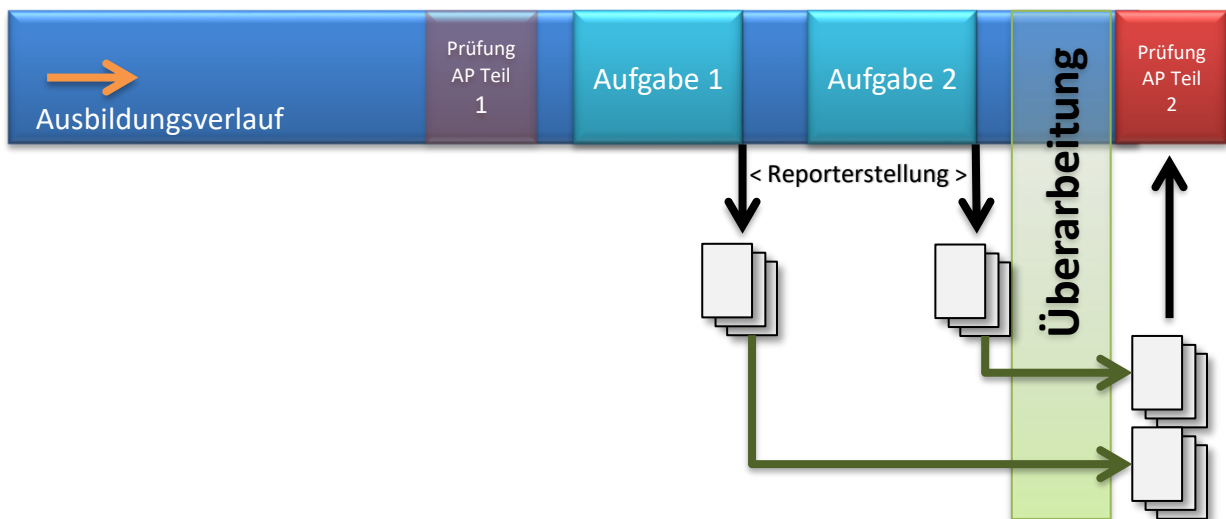 Ausbildungsverlauf
Prüfung
AP Teil
1
Aufgabe 1
Aufgabe 2
Überarbeitung
Prüfung
AP Teil
2
< Reporterstellung >